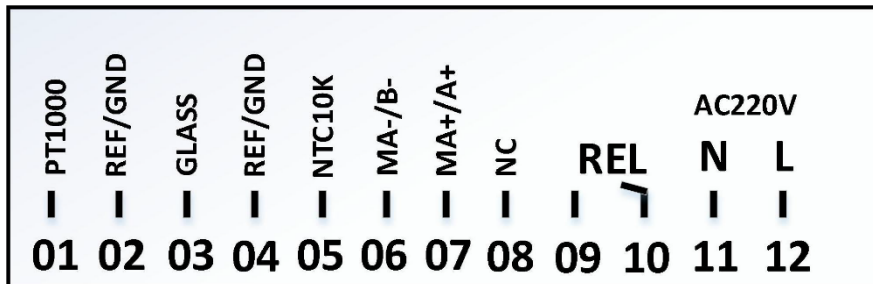 PT1000 REF/GND GLASS REF/GND NTC10K MA-/B- MA+/A+ NC REL AC220V
N L
01 02 03 04 05 06 07 08 09 10 11 12